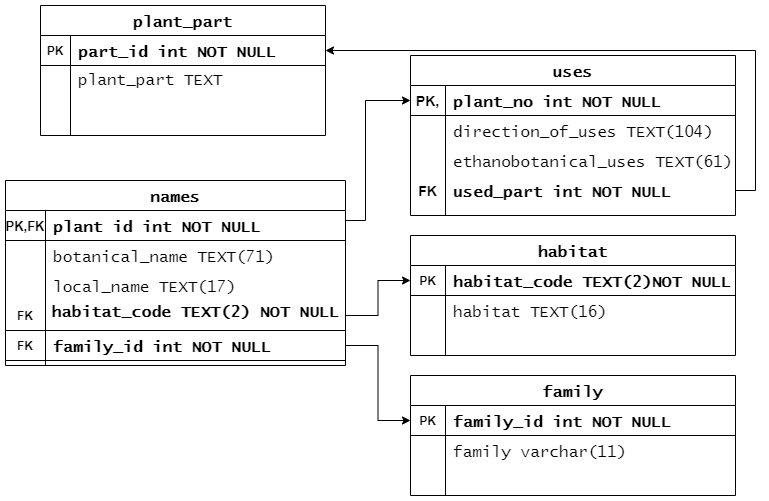 plant_part
PK part_id int NOT NULL
plant_part TEXT
uses
PK, plant_no int NOT NULL
direction_of_uses TEXT(104)
ethanobotanical_uses TEXT(61)
FK used_part int NOT NULL
names
PK,FK plant id int NOT NULL
botanical_name TEXT(71)
local_name TEXT(17)
FK habitat_code TEXT(2) NOT NULL
FK family_id int NOT NULL
habitat
PK habitat_code TEXT(2)NOT NULL
habitat TEXT(16)
family
PK family_id int NOT NULL
family varchar(11)